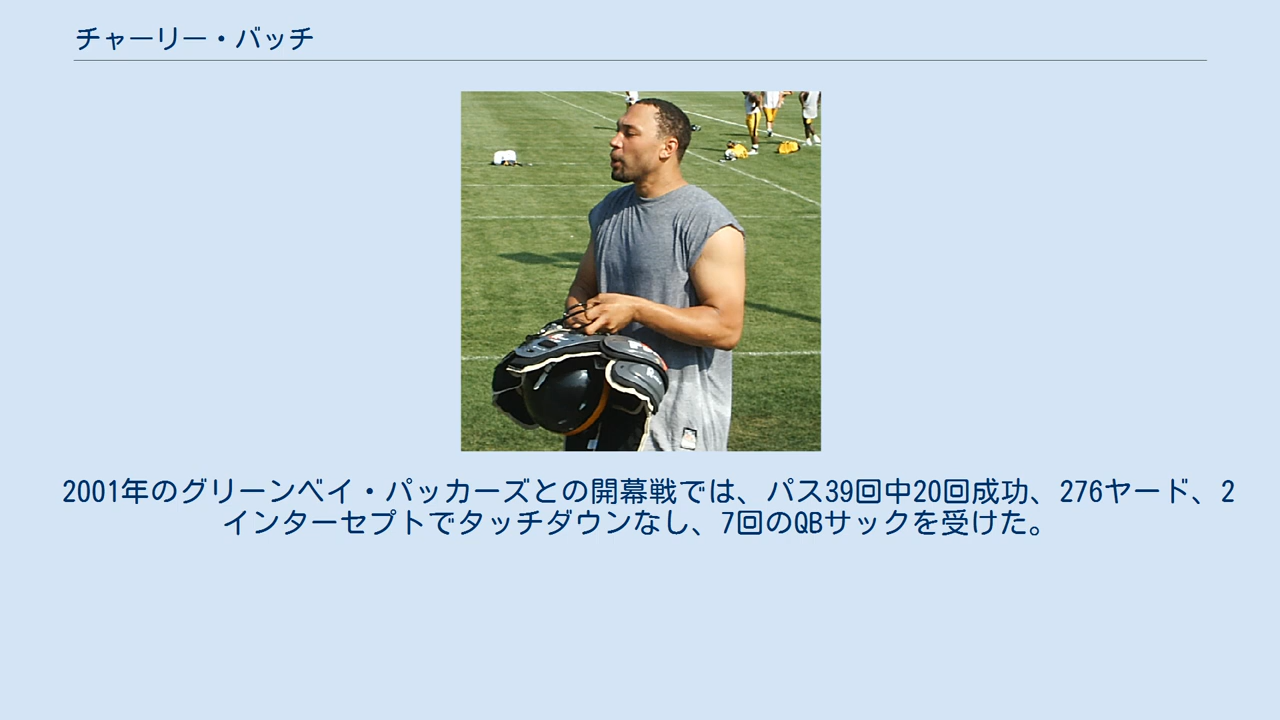 チャーリー・バッチ
2001年のグリーンベイ・パッカーズとの開幕戦では、パス39回中20回成功、276ヤード、2
インターセプトでタッチダウンなし、7回のQBサックを受けた。